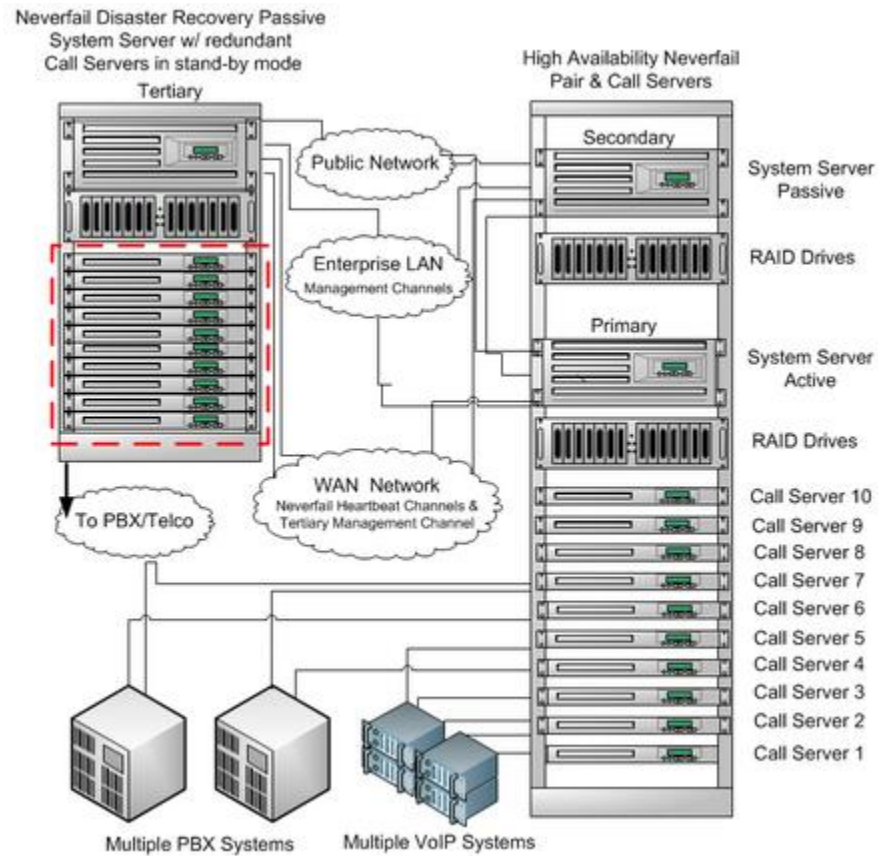 Neverfail Disaster Recovery Passive
System Server w/ redundant
Call Servers in stand-by mode
Tertiary
High Availability Neverfail
Pair & Call Servers
Public Network
Secondary
System Server
Passive
Enterprise LAN
Management Channels
RAID Drives
Primary
System Server
Active
RAID Drives
WAN Network
Neverfail Heartbeat Channels &
Tertiary Management Channel
To PBX/Telco
Call Server 10
Call Server 9
Call Server 8
Call Server 7
Call Server 6
Call Server 5
Call Server 4
Call Server 3
Call Server 2
Call Server 1
Multiple PBX Systems
Multiple VoIP Systems